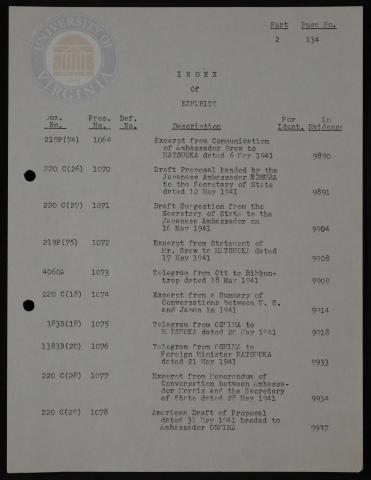 UNIVERSITY OF VIRGINIA
Part Page No.
2 134
INDEX
Of
EXHIBITS
Doc. No. Pros. No. Def. No. Description For Ident. In Evidence
219P(74) 1069 Excerpt from Communication
of Ambassador Grew to
MATSUOKA dated 6 May 1941 9890
220 C(26) 1070 Draft Proposal handed by the
Japanese Ambassador NOMURA
to the Secretary of State
dated 12 May 1941 9891
220 C(27) 1071 Draft Suggestion from the
Secretary of State to the
Japanese Ambassador on
16 May 1941 9904
219P(75) 1072 Excerpt from Statement of
Mr. Grew to MATSUOKA dated
17 May 1941 9908
4060A 1073 Telegram from Ott to Ribben-
trop dated 18 May 1941 9909
220 C(18) 1074 Excerpt from a Summary of
Conversations between U. S.
and Japan in 1941 9914
383B(18) 1075 Telegram from OSHIMA to
MATSUOKA dated 20 May 1941 9918
1383B(20) 1076 Telegram from OSHIMA to
Foreign Minister MATSUOKA
dated 21 May 1941 9933
220 C(28) 1077 Excerpt from Memorandum of
Conversation between Ambassa-
dor Morris and the Secretary
of State dated 28 May 1941 9934
220 C(29) 1078 American Draft of Proposal
dated 31 May 1941 handed to
Ambassador OSHIMA 9937